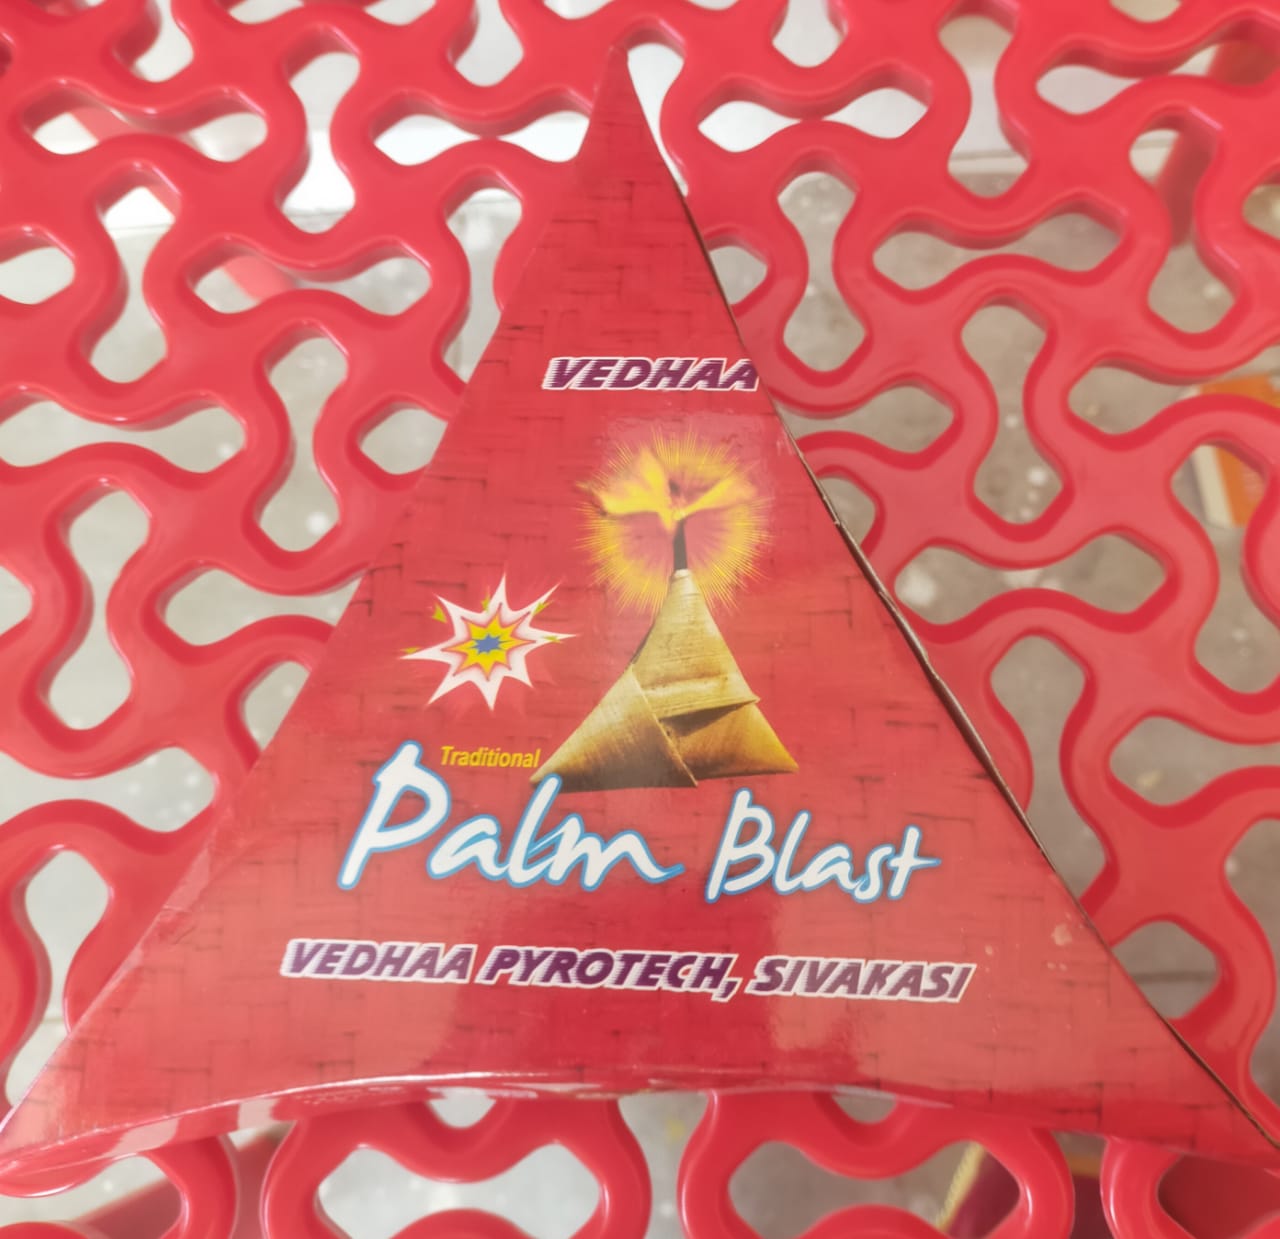 VEDHAA
Traditional
Palm Blast
VEDHAA PYROTECH, SIVAKASI